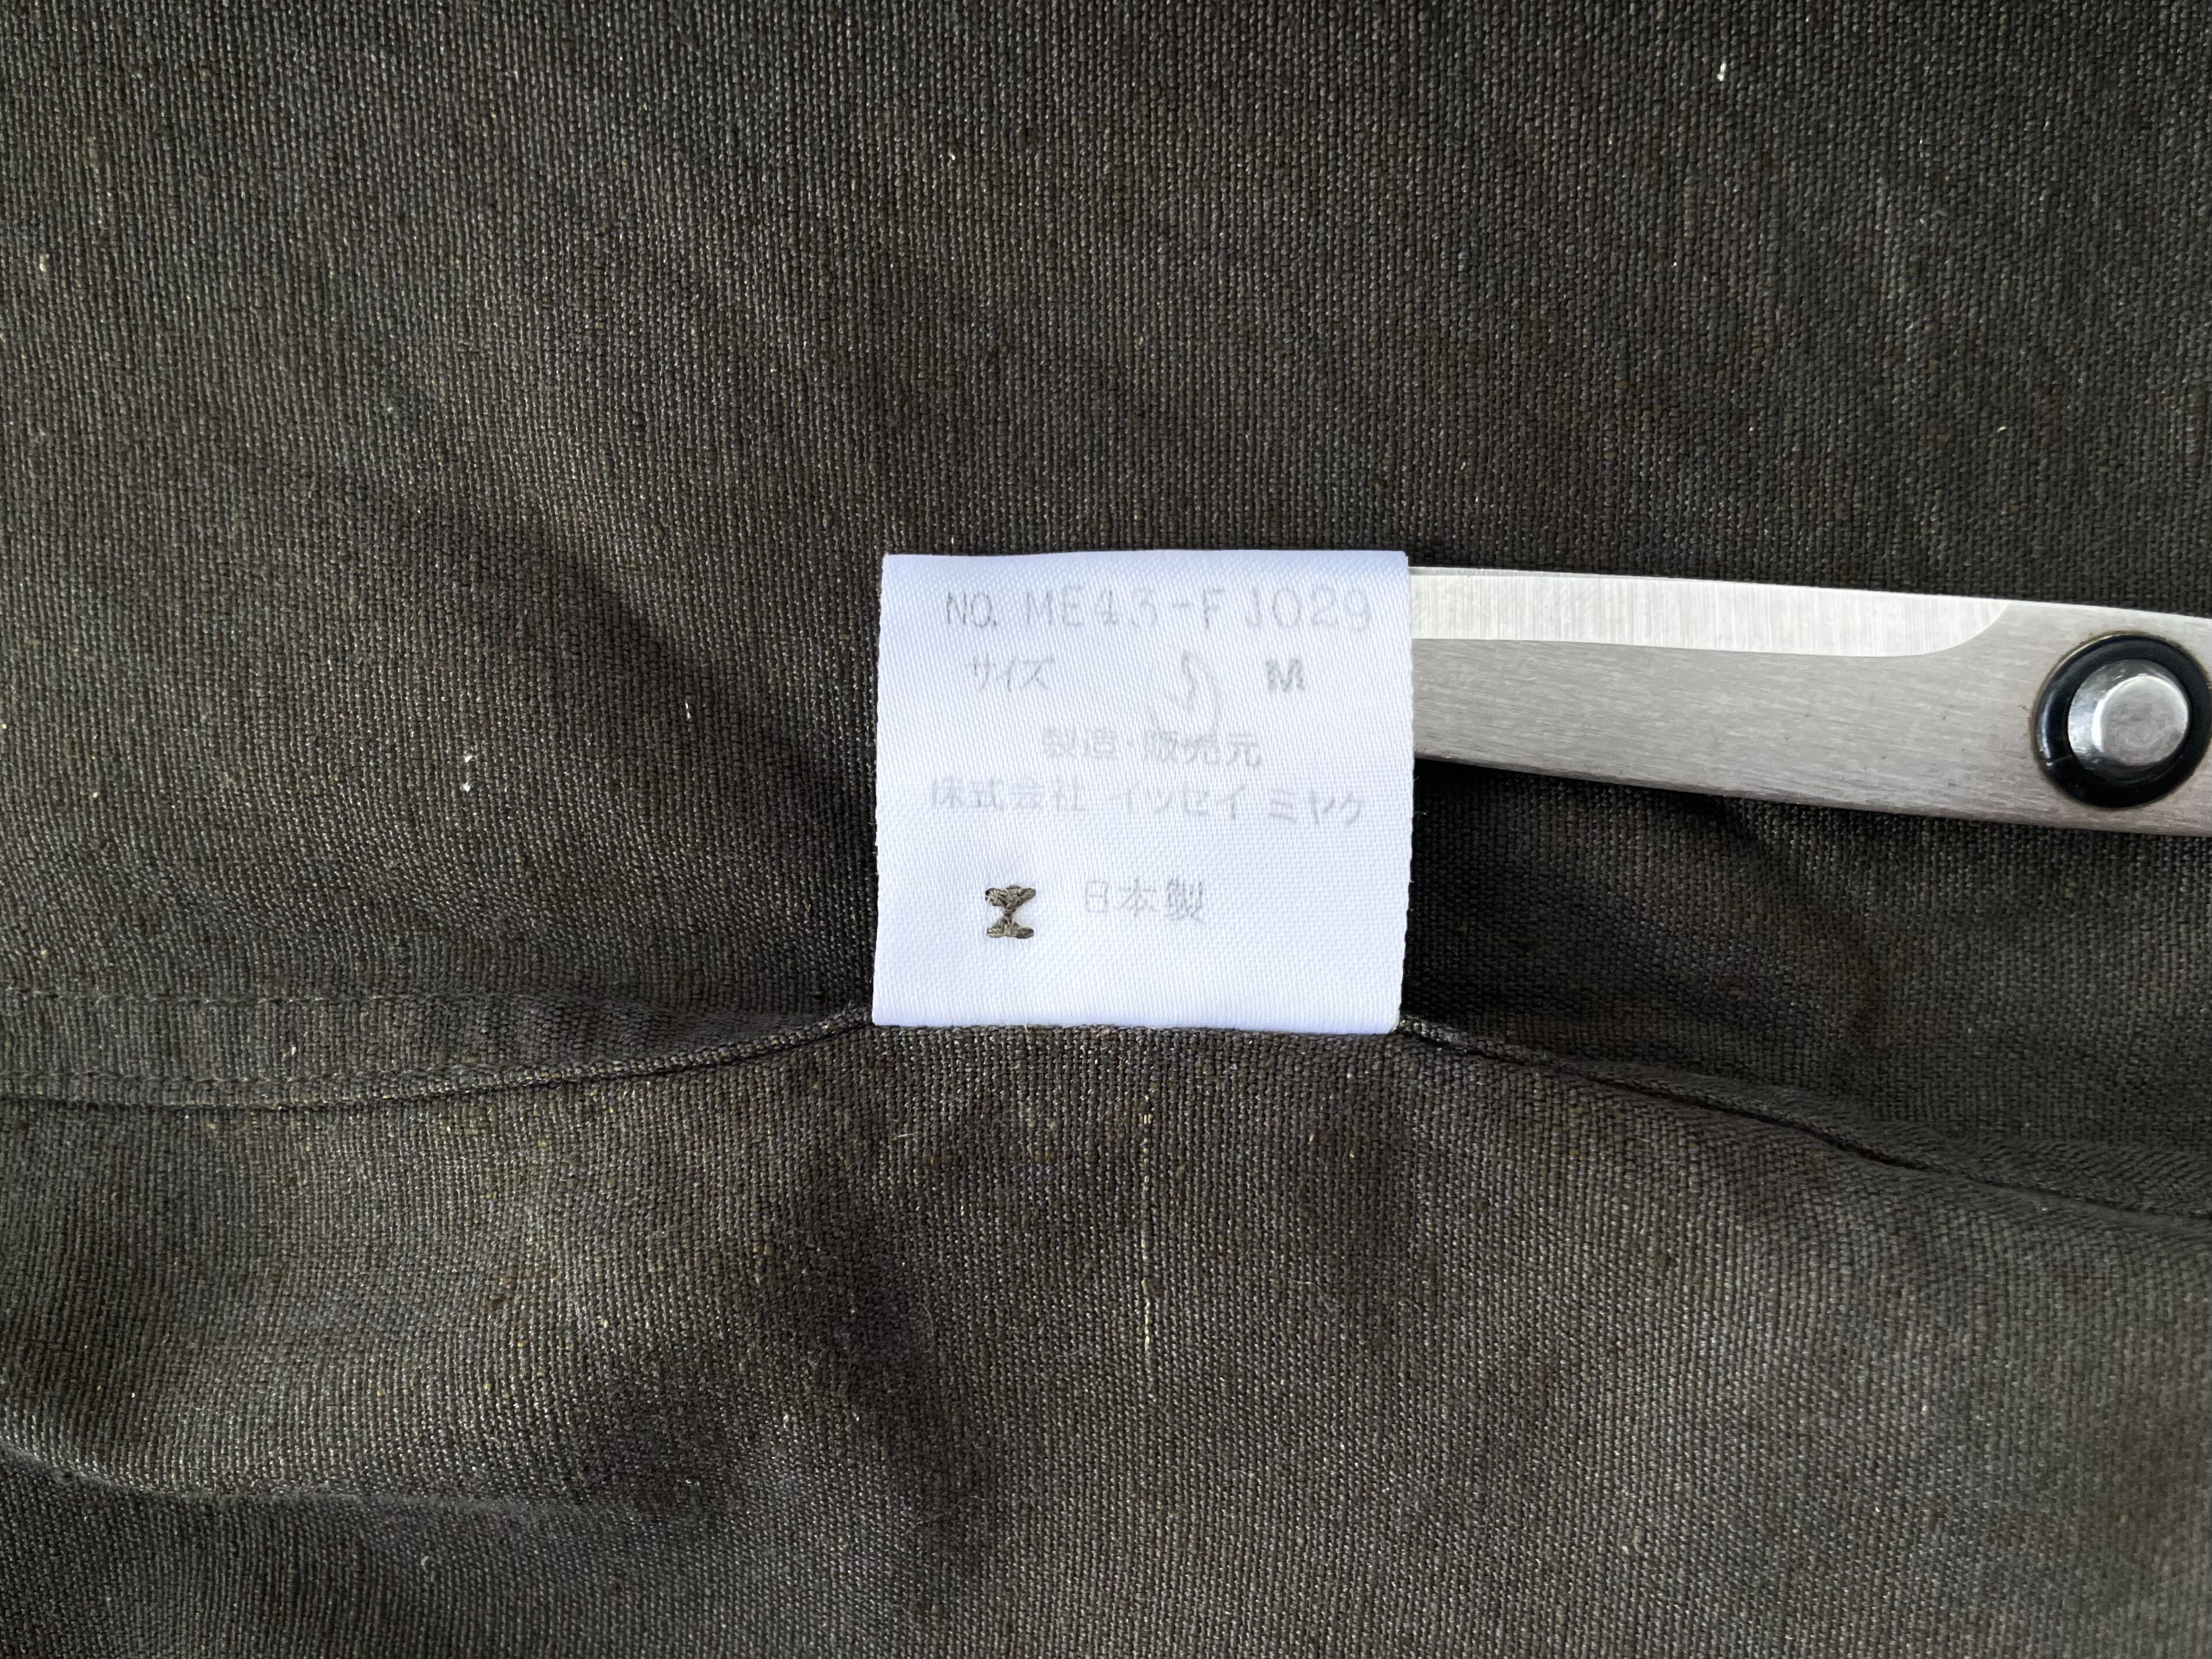 NO. ME43-FJ029
サイズ M
製造・販売元
株式会社 イッセイ ミヤケ
日本製